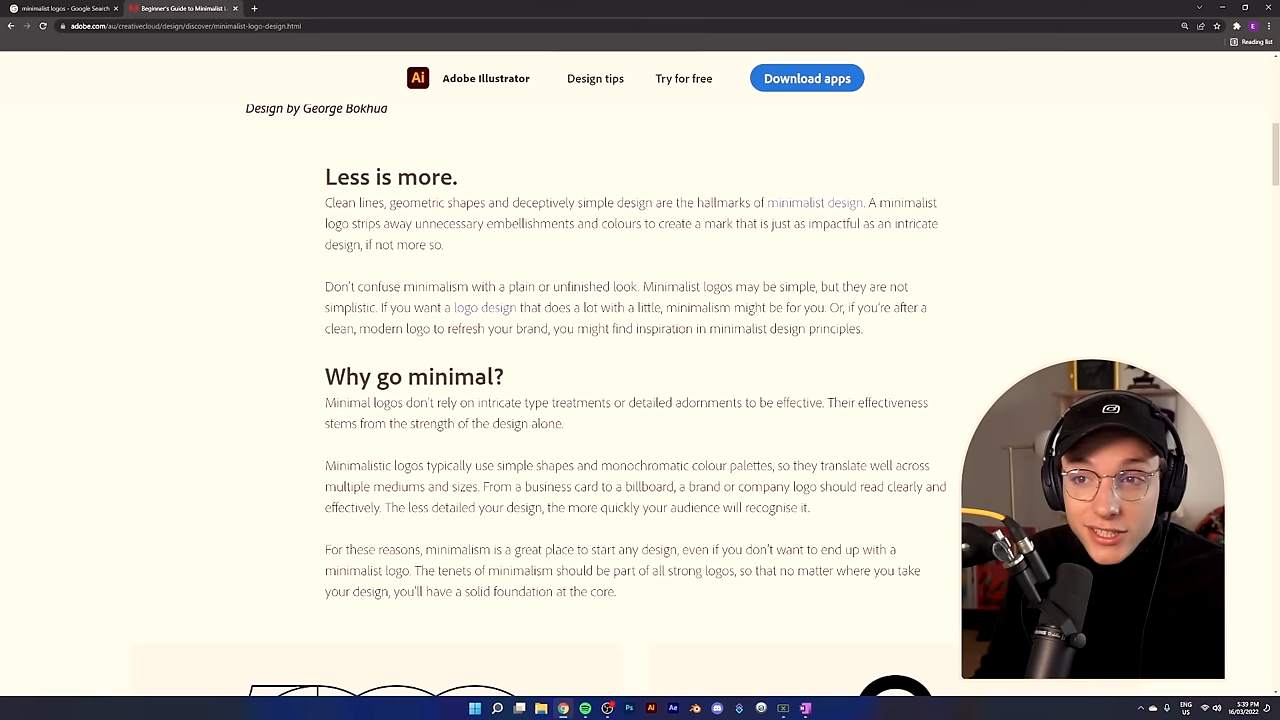 minimalist logos - Google Search
Beginner's Guide to Minimalist L
adobe.com/au/creativecloud/design/discover/minimalist-logo-design.html
E
Reading list
Ai
Adobe Illustrator
Design tips
Try for free
Download apps
Design by George Bokhua
Less is more.
Clean lines, geometric shapes and deceptively simple design are the hallmarks of minimalist design. A minimalist
logo strips away unnecessary embellishments and colours to create a mark that is just as impactful as an intricate
design, if not more so.
Don't confuse minimalism with a plain or unfinished look. Minimalist logos may be simple, but they are not
simplistic. If you want a logo design that does a lot with a little, minimalism might be for you. Or, if you're after a
clean, modern logo to refresh your brand, you might find inspiration in minimalist design principles.
Why go minimal?
Minimal logos don't rely on intricate type treatments or detailed adornments to be effective. Their effectiveness
stems from the strength of the design alone.
Minimalistic logos typically use simple shapes and monochromatic colour palettes, so they translate well across
multiple mediums and sizes. From a business card to a billboard, a brand or company logo should read clearly and
effectively. The less detailed your design, the more quickly your audience will recognise it.
For these reasons, minimalism is a great place to start any design, even if you don't want to end up with a
minimalist logo. The tenets of minimalism should be part of all strong logos, so that no matter where you take
your design, you'll have a solid foundation at the core.
Ps
Ai
Ae
ENG
US
5:39 PM
16/03/2022